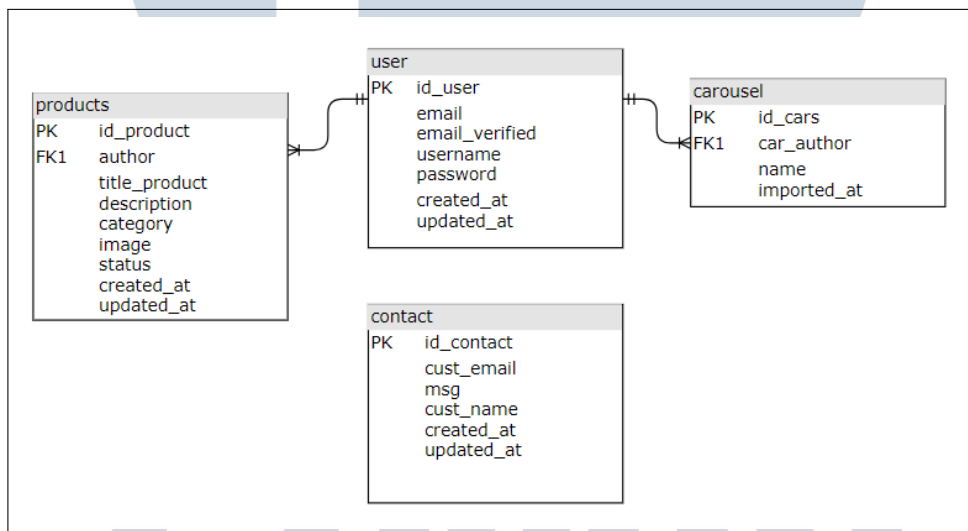 products
PK id_product
FK1 author
title_product
description
category
image
status
created_at
updated_at
user
PK id_user
email
email_verified
username
password
created_at
updated_at
carousel
PK id_cars
FK1 car_author
name
imported_at
contact
PK id_contact
cust_email
msg
cust_name
created_at
updated_at